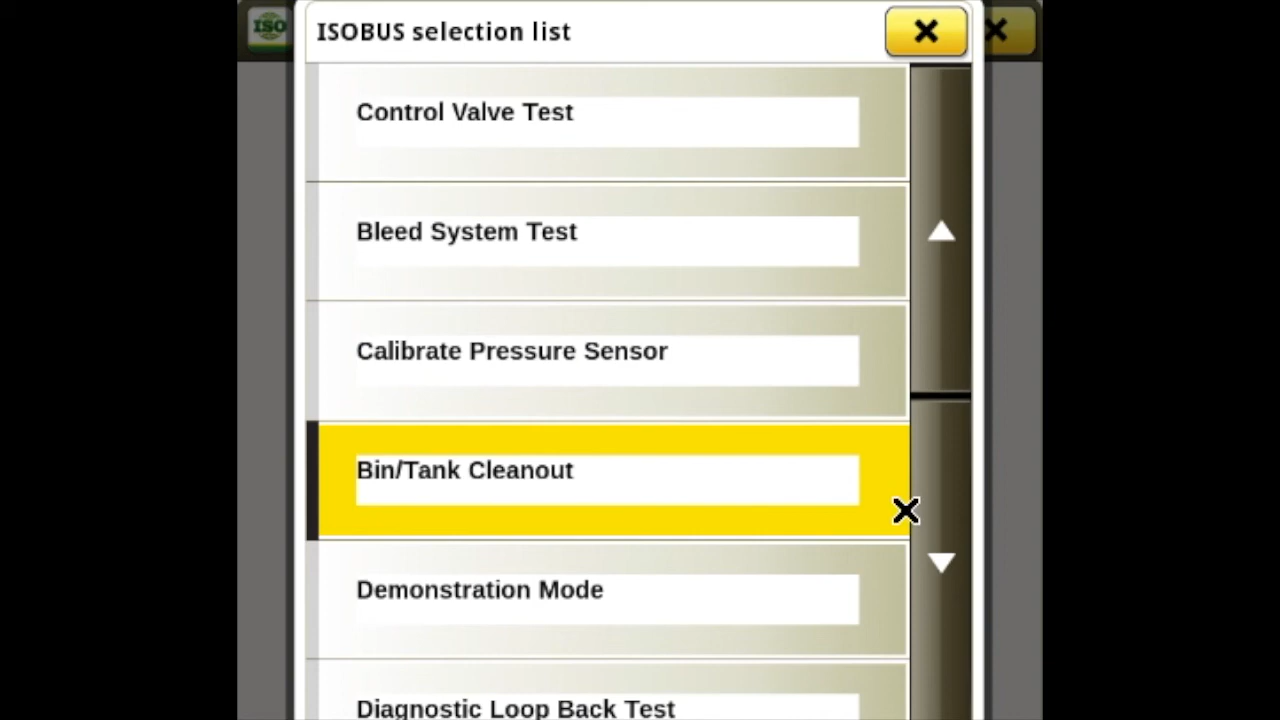 ISO
ISOBUS selection list
Control Valve Test
Bleed System Test
Calibrate Pressure Sensor
Bin/Tank Cleanout
Demonstration Mode
Diagnostic Loop Back Test